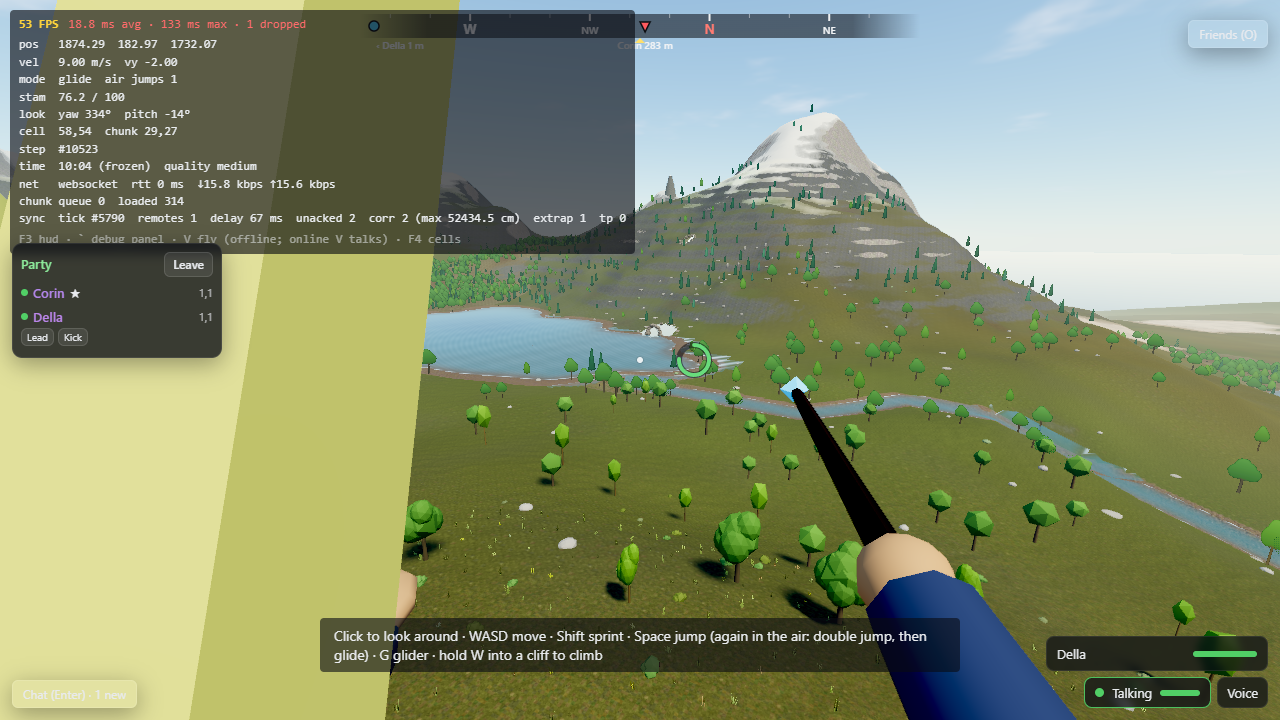 53 FPS 18.8 ms avg · 133 ms max · 1 dropped
pos 1874.29 182.97 1732.07
vel 9.00 m/s vy -2.00
mode glide air jumps 1
stam 76.2 / 100
look yaw 334° pitch -14°
cell 58,54 chunk 29,27
step #10523
time 10:04 (frozen) quality medium
net websocket rtt 0 ms ↓15.8 kbps ↑15.6 kbps
chunk queue 0 loaded 314
sync tick #5790 remotes 1 delay 67 ms unacked 2 corr 2 (max 52434.5 cm) extrap 1 tp 0
F3 hud · ` debug panel · V fly (offline; online V talks) · F4 cells
W NW N NE
Della 1 m
Corin 283 m
Friends (O)
Party Leave
Corin ★ 1,1
Della 1,1
Lead Kick
Click to look around · WASD move · Shift sprint · Space jump (again in the air: double jump, then
glide) · G glider · hold W into a cliff to climb
Della
Talking Voice
Chat (Enter) · 1 new